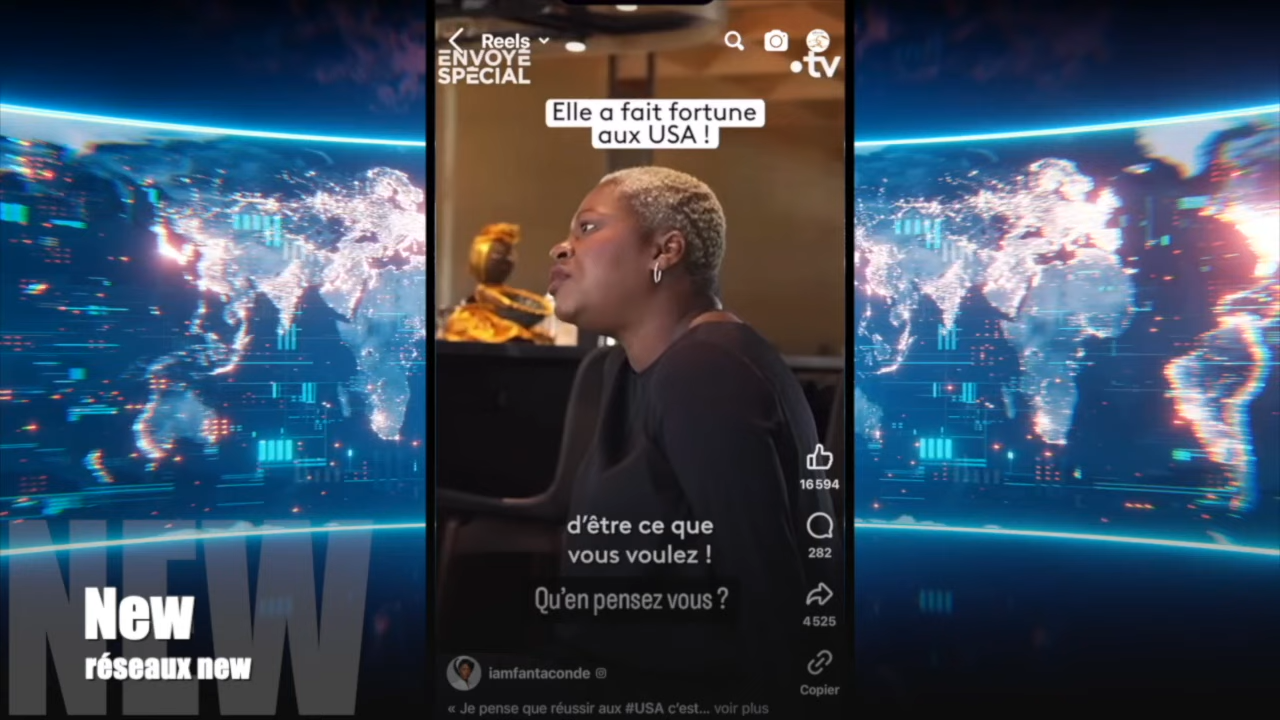 Reels
ENVOYÉ
SPÉCIAL
•tv
Elle a fait fortune
aux USA !
16 594
282
4 525
Copier
d'être ce que
vous voulez !
Qu'en pensez vous ?
iamfantaconde
« Je pense que réussir aux #USA c'est... voir plus
NEW
New
réseaux new